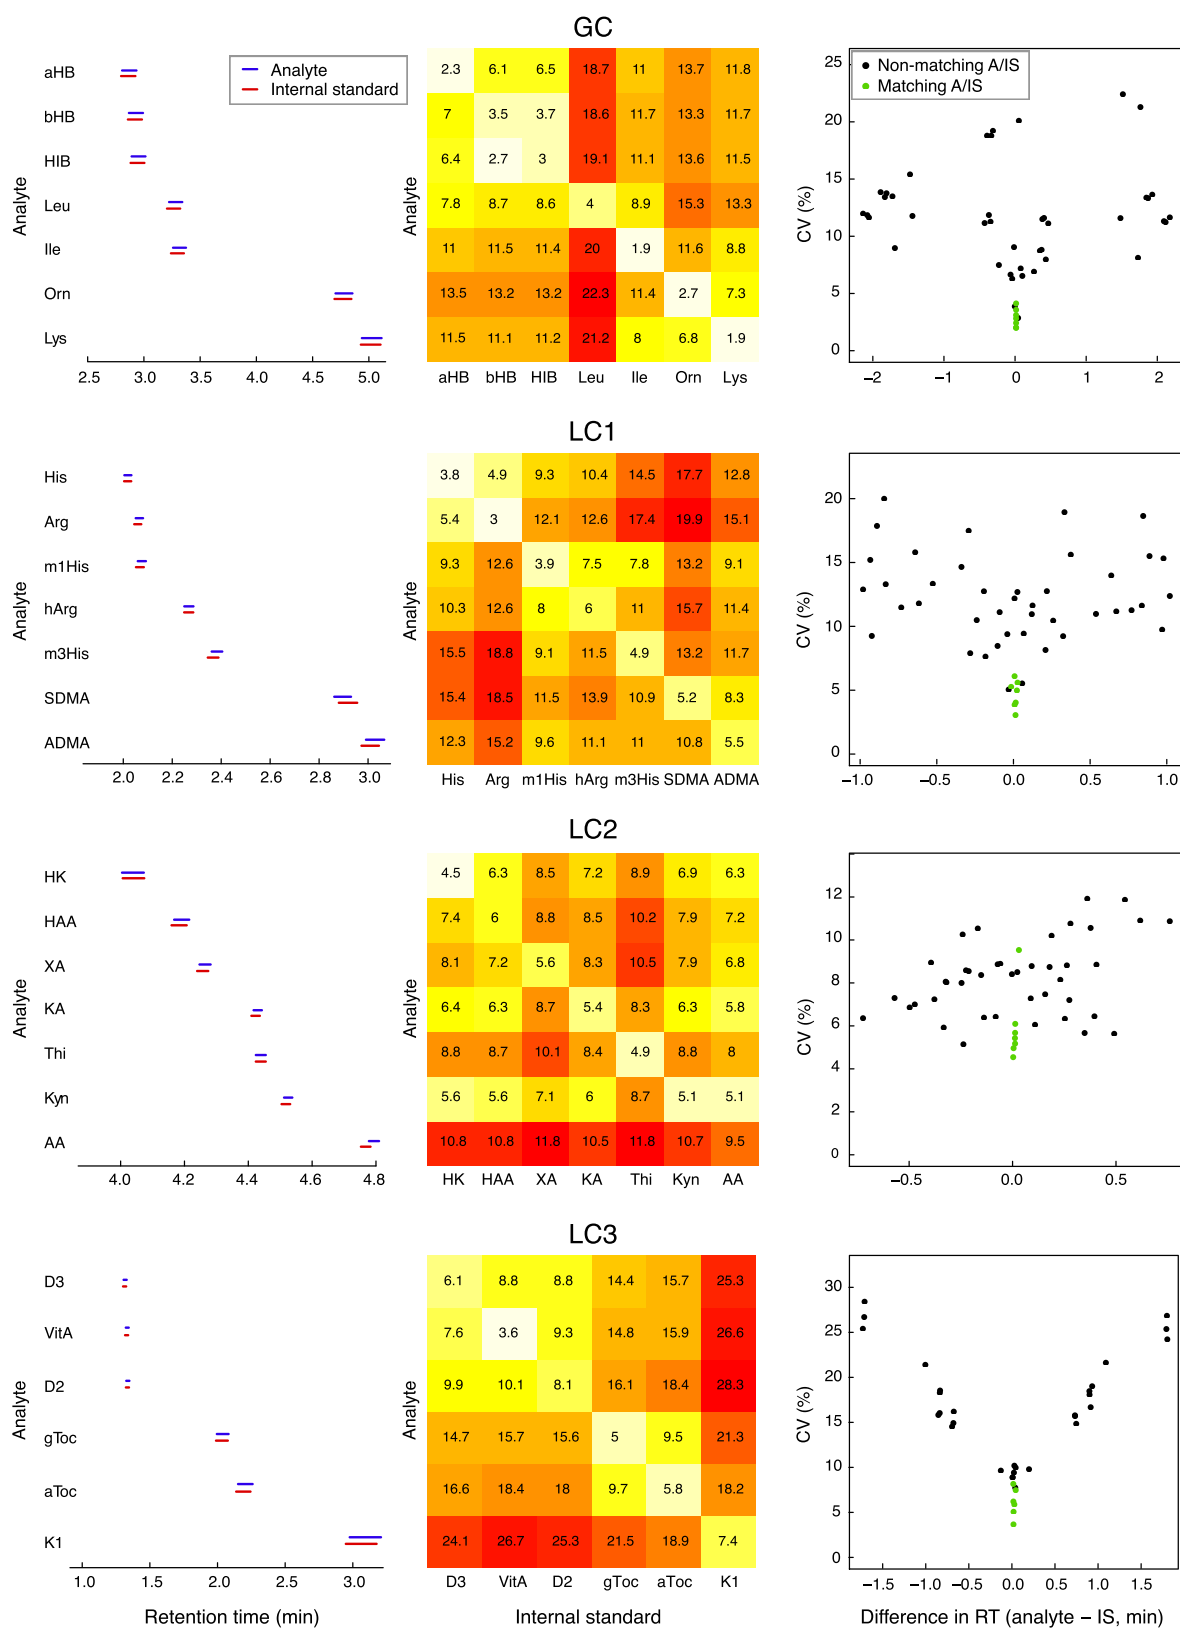 GC
aHB
bHB
HIB
Leu
Ile
Orn
Lys
Analyte
Analyte
Internal standard
2.5 3.0 3.5 4.0 4.5 5.0
Analyte
2.3 6.1 6.5 18.7 11 13.7 11.8
7 3.5 3.7 18.6 11.7 13.3 11.7
6.4 2.7 3 19.1 11.1 13.6 11.5
7.8 8.7 8.6 4 8.9 15.3 13.3
11 11.5 11.4 20 1.9 11.6 8.8
13.5 13.2 13.2 22.3 11.4 2.7 7.3
11.5 11.1 11.2 21.2 8 6.8 1.9
aHB bHB HIB Leu Ile Orn Lys
Non-matching A/IS
Matching A/IS
CV (%)
25
20
15
10
5
0
−2 −1 0 1 2
LC1
His
Arg
m1His
hArg
m3His
SDMA
ADMA
Analyte
2.0 2.2 2.4 2.6 2.8 3.0
Analyte
3.8 4.9 9.3 10.4 14.5 17.7 12.8
5.4 3 12.1 12.6 17.4 19.9 15.1
9.3 12.6 3.9 7.5 7.8 13.2 9.1
10.3 12.6 8 6 11 15.7 11.4
15.5 18.8 9.1 11.5 4.9 13.2 11.7
15.4 18.5 11.5 13.9 10.9 5.2 8.3
12.3 15.2 9.6 11.1 11 10.8 5.5
His Arg m1His hArg m3His SDMA ADMA
CV (%)
20
15
10
5
0
−1.0 −0.5 0.0 0.5 1.0
LC2
HK
HAA
XA
KA
Thi
Kyn
AA
Analyte
4.0 4.2 4.4 4.6 4.8
Analyte
4.5 6.3 8.5 7.2 8.9 6.9 6.3
7.4 6 8.8 8.5 10.2 7.9 7.2
8.1 7.2 5.6 8.3 10.5 7.9 6.8
6.4 6.3 8.7 5.4 8.3 6.3 5.8
8.8 8.7 10.1 8.4 4.9 8.8 8
5.6 5.6 7.1 6 8.7 5.1 5.1
10.8 10.8 11.8 10.5 11.8 10.7 9.5
HK HAA XA KA Thi Kyn AA
CV (%)
12
10
8
6
4
2
0
−0.5 0.0 0.5
LC3
D3
VitA
D2
gToc
aToc
K1
Analyte
1.0 2.0 3.0
Retention time (min)
Analyte
6.1 8.8 8.8 14.4 15.7 25.3
7.6 3.6 9.3 14.8 15.9 26.6
9.9 10.1 8.1 16.1 18.4 28.3
14.7 15.7 15.6 5 9.5 21.3
16.6 18.4 18 9.7 5.8 18.2
24.1 26.7 25.3 21.5 18.9 7.4
D3 VitA D2 gToc aToc K1
Internal standard
CV (%)
30
25
20
15
10
5
0
−1.5 −1.0 −0.5 0.0 0.5 1.0 1.5
Difference in RT (analyte − IS, min)